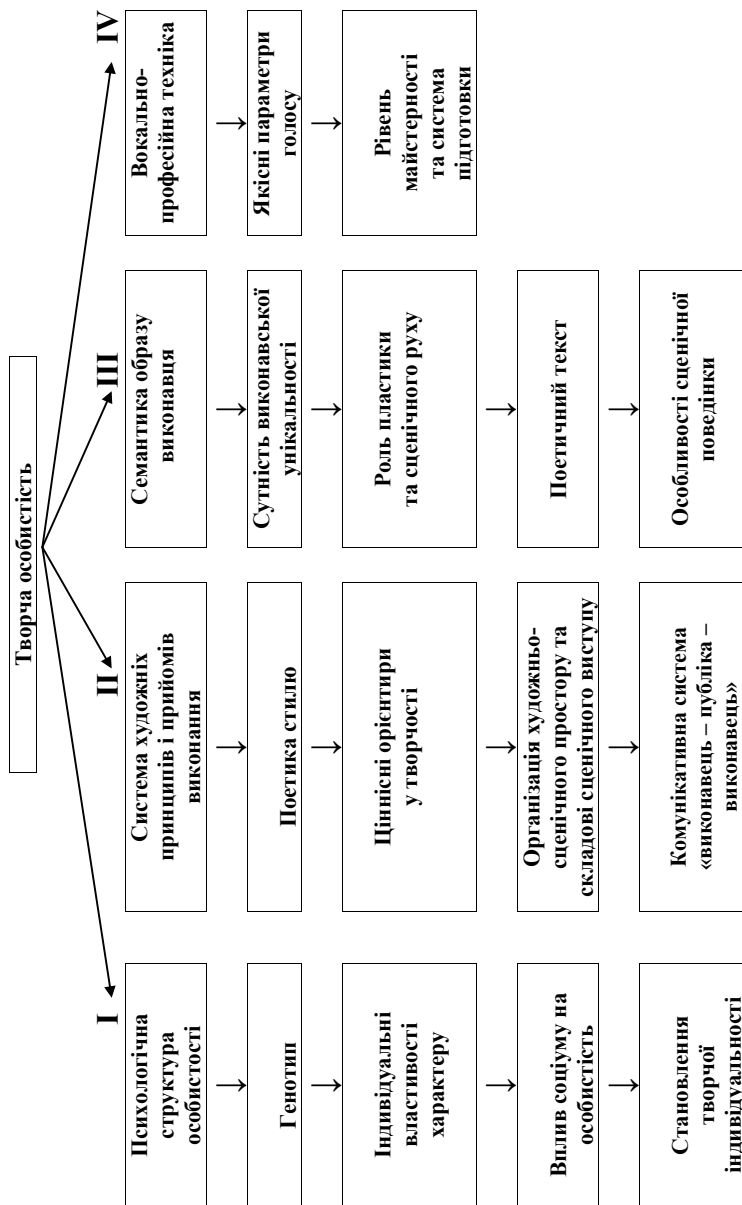 Творча особистість
I
Психологічна
структура
особистості
Генотип
Індивідуальні
властивості
характеру
Вплив соціуму на
особистість
Становлення
творчої
індивідуальності
II
Система художніх
принципів і прийомів
виконання
Поетика стилю
Ціннісні орієнтири
у творчості
Організація художньо-
сценічного простору та
складові сценічного виступу
Комунікативна система
«виконавець – публіка –
виконавець»
III
Семантика образу
виконавця
Сутність виконавської
унікальності
Роль пластики
та сценічного руху
Поетичний текст
Особливості сценічної
поведінки
IV
Вокально-
професійна техніка
Якісні параметри
голосу
Рівень
майстерності
та система
підготовки